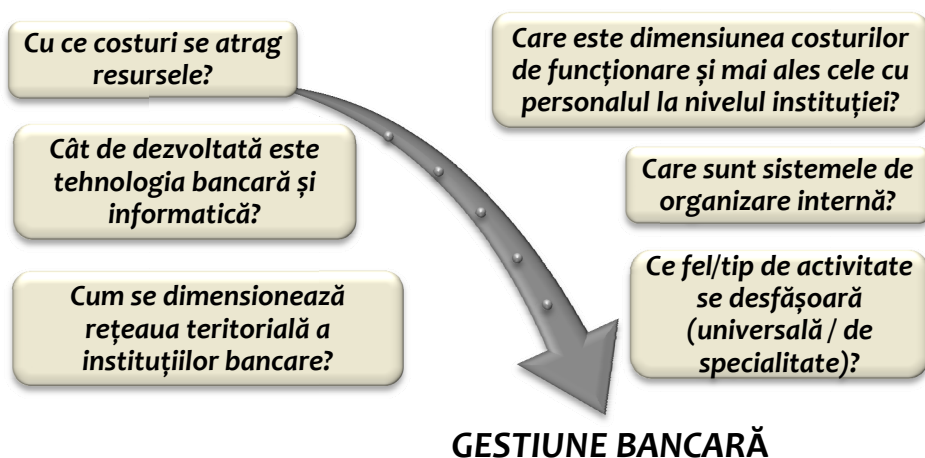 Cu ce costuri se atrag
resursele?
Cât de dezvoltată este
tehnologia bancară și
informatică?
Cum se dimensionează
rețeaua teritorială a
instituțiilor bancare?
Care este dimensiunea costurilor
de funcționare și mai ales cele cu
personalul la nivelul instituției?
Care sunt sistemele de
organizare internă?
Ce fel/tip de activitate
se desfășoară
(universală / de
specialitate)?
GESTIUNE BANCARĂ